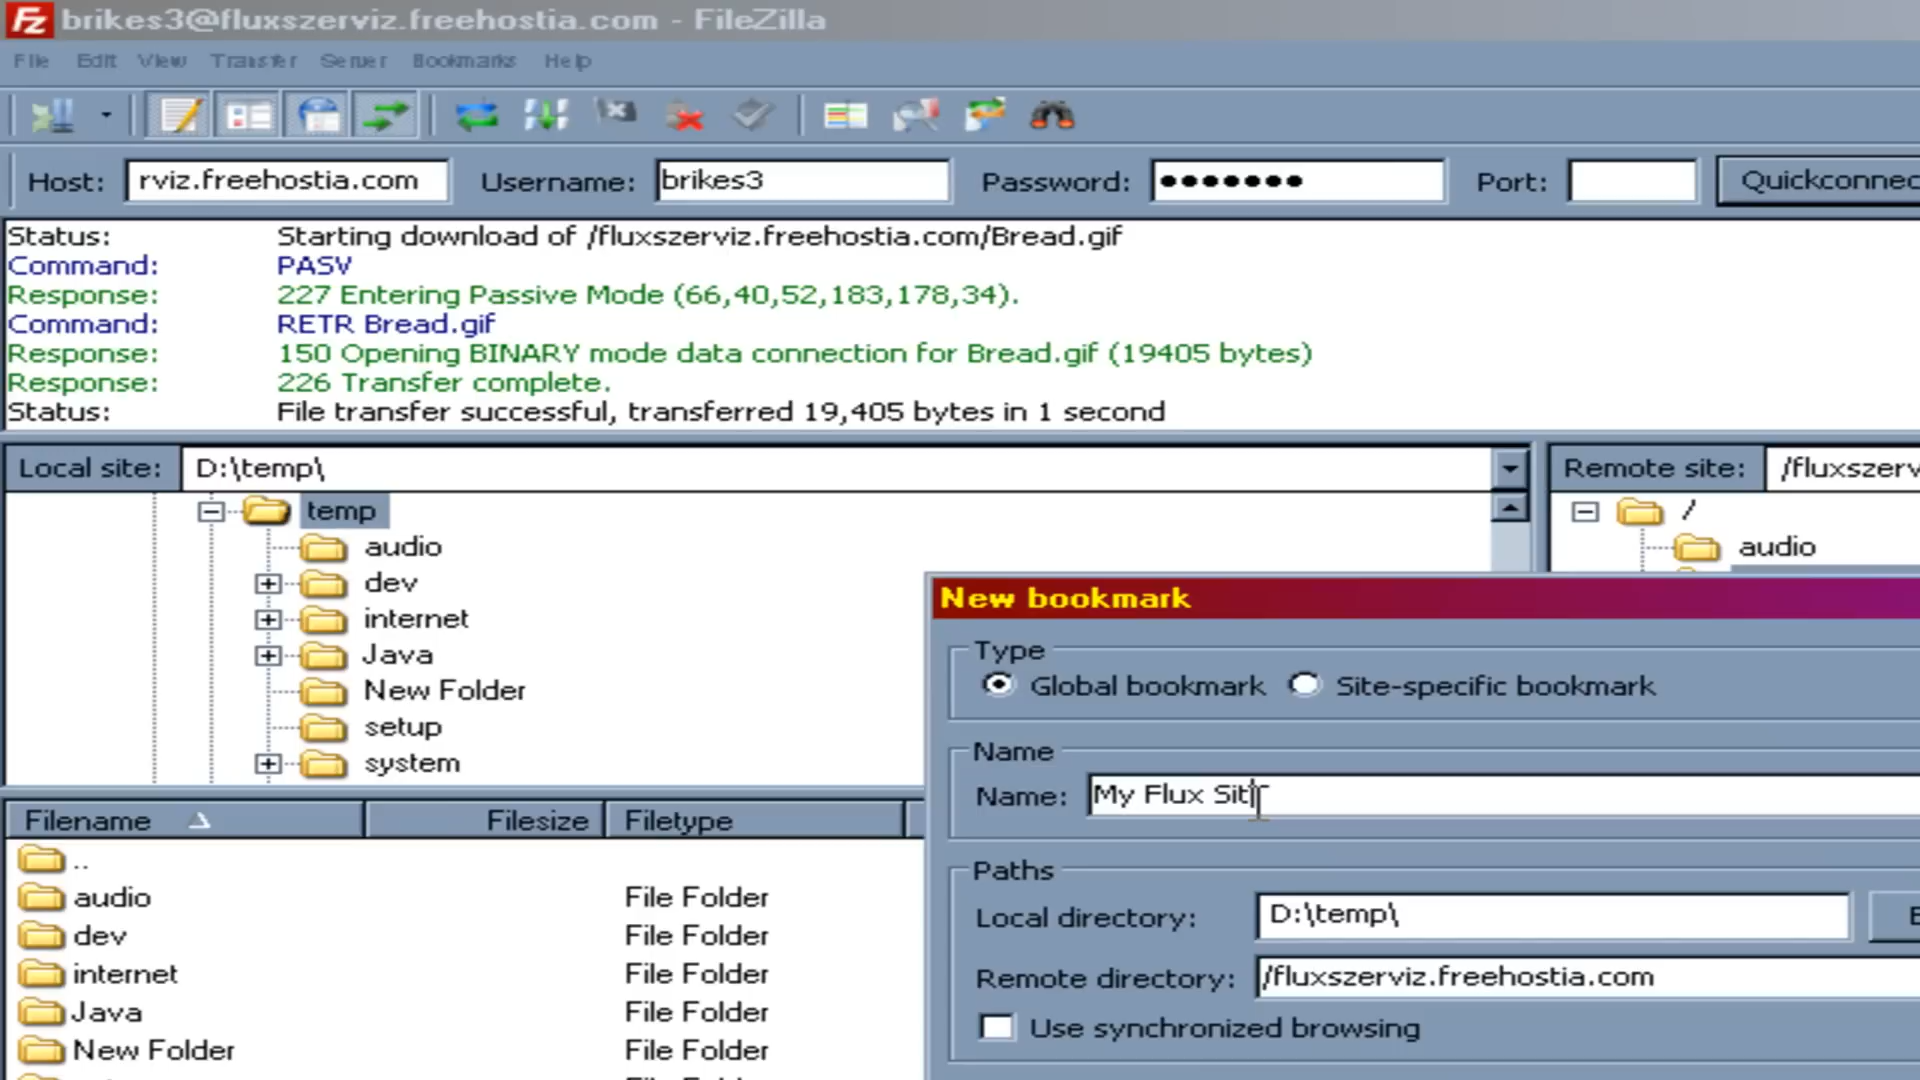 brikes3@fluxszerviz.freehostia.com - FileZilla
File Edit View Transfer Server Bookmarks Help
Host: rviz.freehostia.com Username: brikes3 Password: ●●●●●●● Port: Quickconnec
Status: Starting download of /fluxszerviz.freehostia.com/Bread.gif
Command: PASV
Response: 227 Entering Passive Mode (66,40,52,183,178,34).
Command: RETR Bread.gif
Response: 150 Opening BINARY mode data connection for Bread.gif (19405 bytes)
Response: 226 Transfer complete.
Status: File transfer successful, transferred 19,405 bytes in 1 second
Local site: D:\temp\
temp
audio
dev
internet
Java
New Folder
setup
system
Remote site: /fluxszerv
/
audio
Filename Filesize Filetype
..
audio File Folder
dev File Folder
internet File Folder
Java File Folder
New Folder File Folder
New bookmark
Type
Global bookmark Site-specific bookmark
Name
Name: My Flux Sit
Paths
Local directory: D:\temp\
Remote directory: /fluxszerviz.freehostia.com
Use synchronized browsing